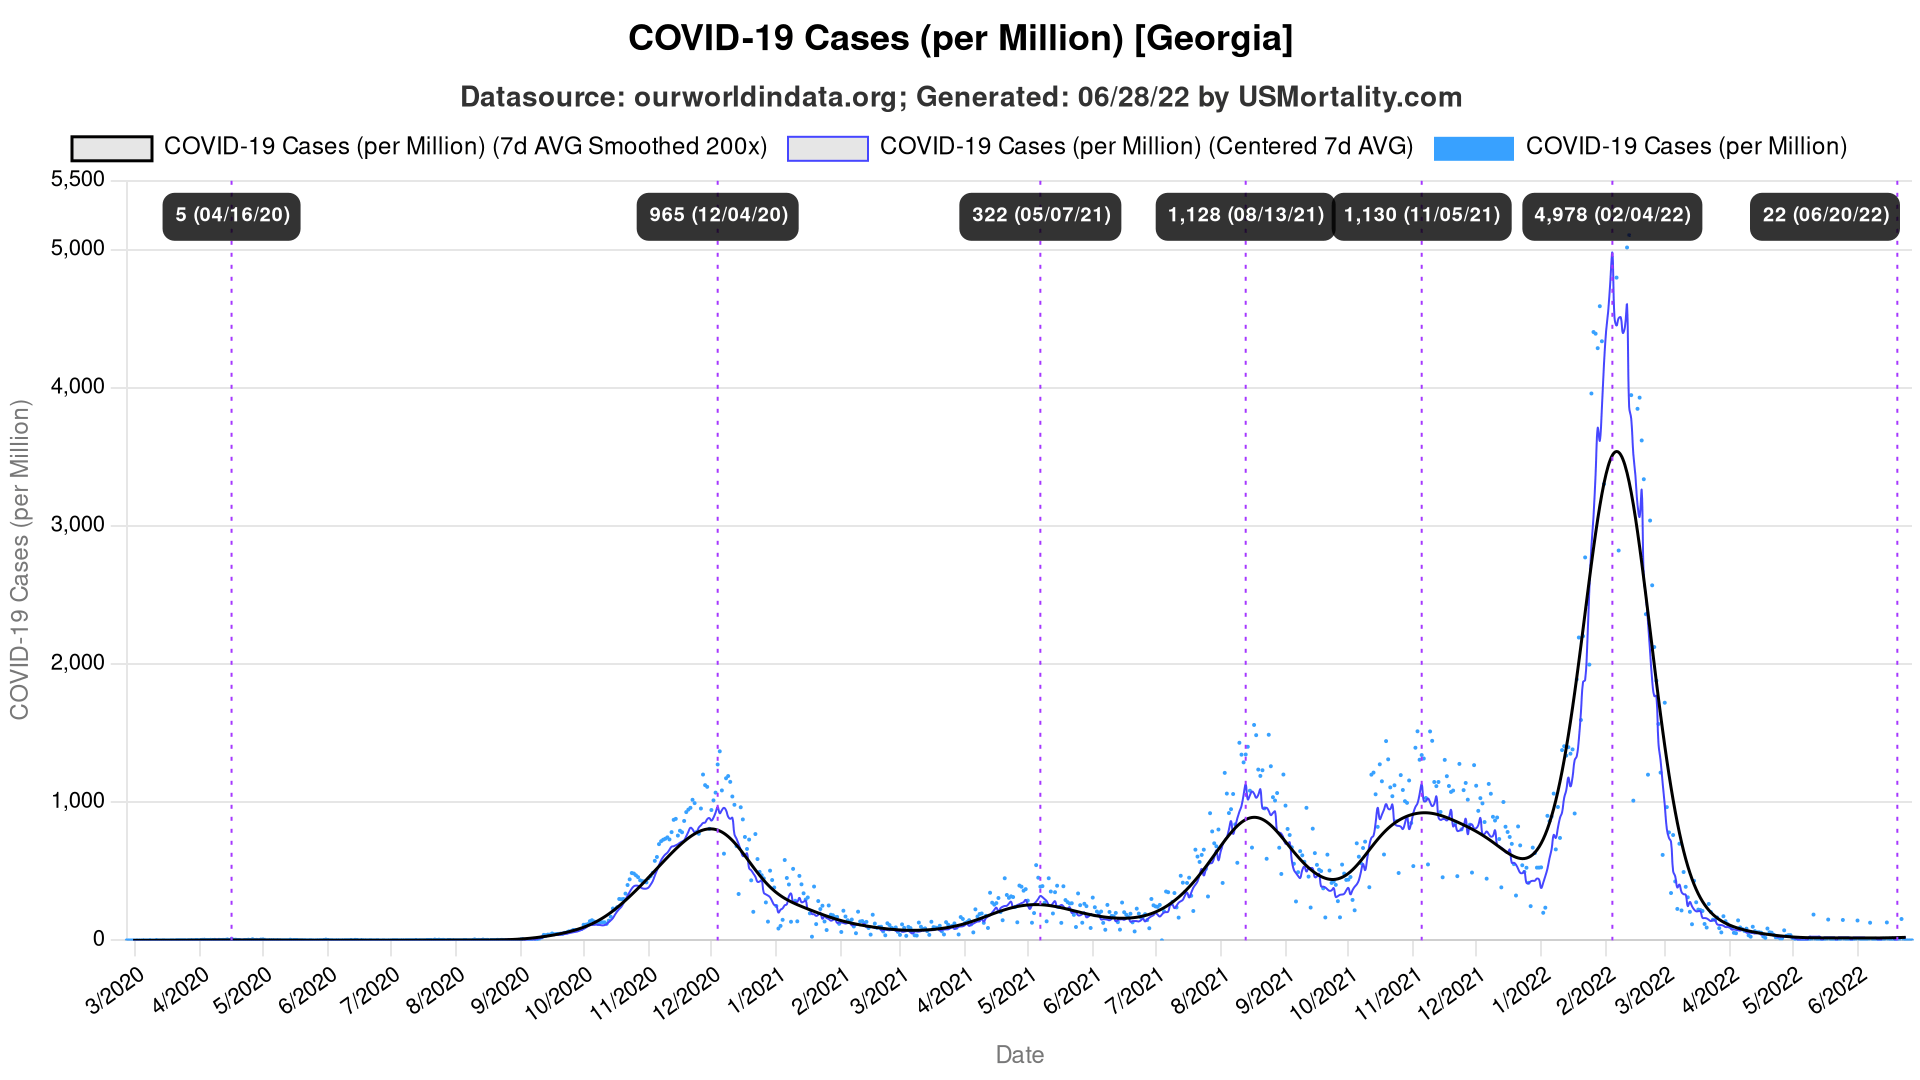 COVID-19 Cases (per Million) [Georgia]
Datasource: ourworldindata.org; Generated: 06/28/22 by USMortality.com
COVID-19 Cases (per Million) (7d AVG Smoothed 200x) COVID-19 Cases (per Million) (Centered 7d AVG) COVID-19 Cases (per Million)
5 (04/16/20) 965 (12/04/20) 322 (05/07/21) 1,128 (08/13/21) 1,130 (11/05/21) 4,978 (02/04/22) 22 (06/20/22)
COVID-19 Cases (per Million)
5,500
5,000
4,000
3,000
2,000
1,000
0
3/2020 4/2020 5/2020 6/2020 7/2020 8/2020 9/2020 10/2020 11/2020 12/2020 1/2021 2/2021 3/2021 4/2021 5/2021 6/2021 7/2021 8/2021 9/2021 10/2021 11/2021 12/2021 1/2022 2/2022 3/2022 4/2022 5/2022 6/2022
Date